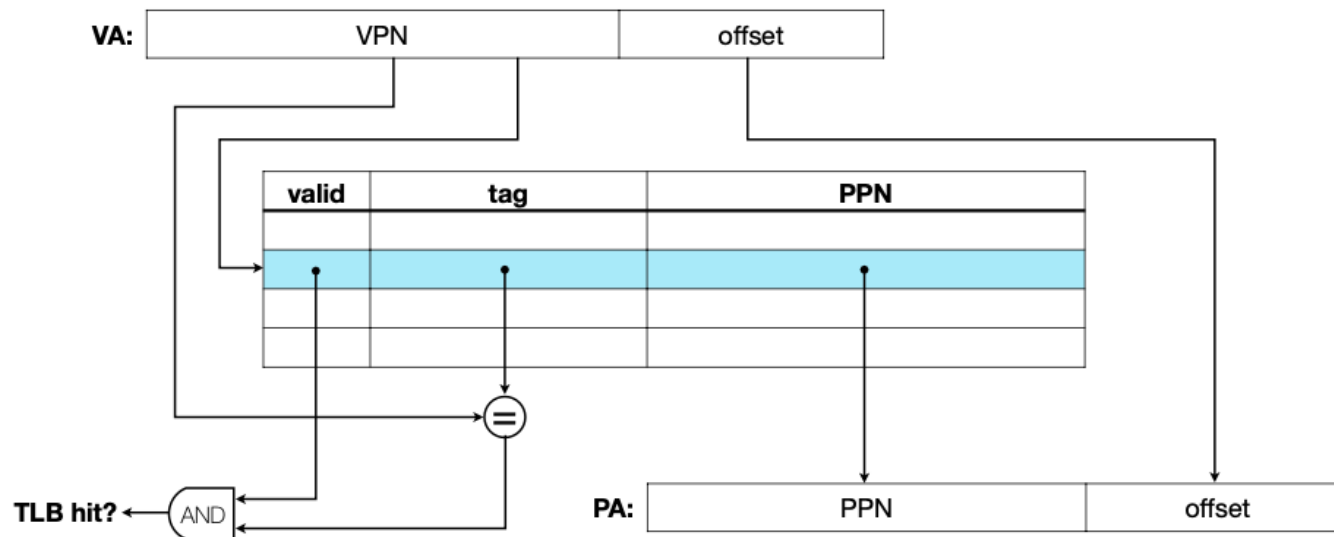 VA: VPN offset
valid tag PPN
=
TLB hit? AND PA: PPN offset